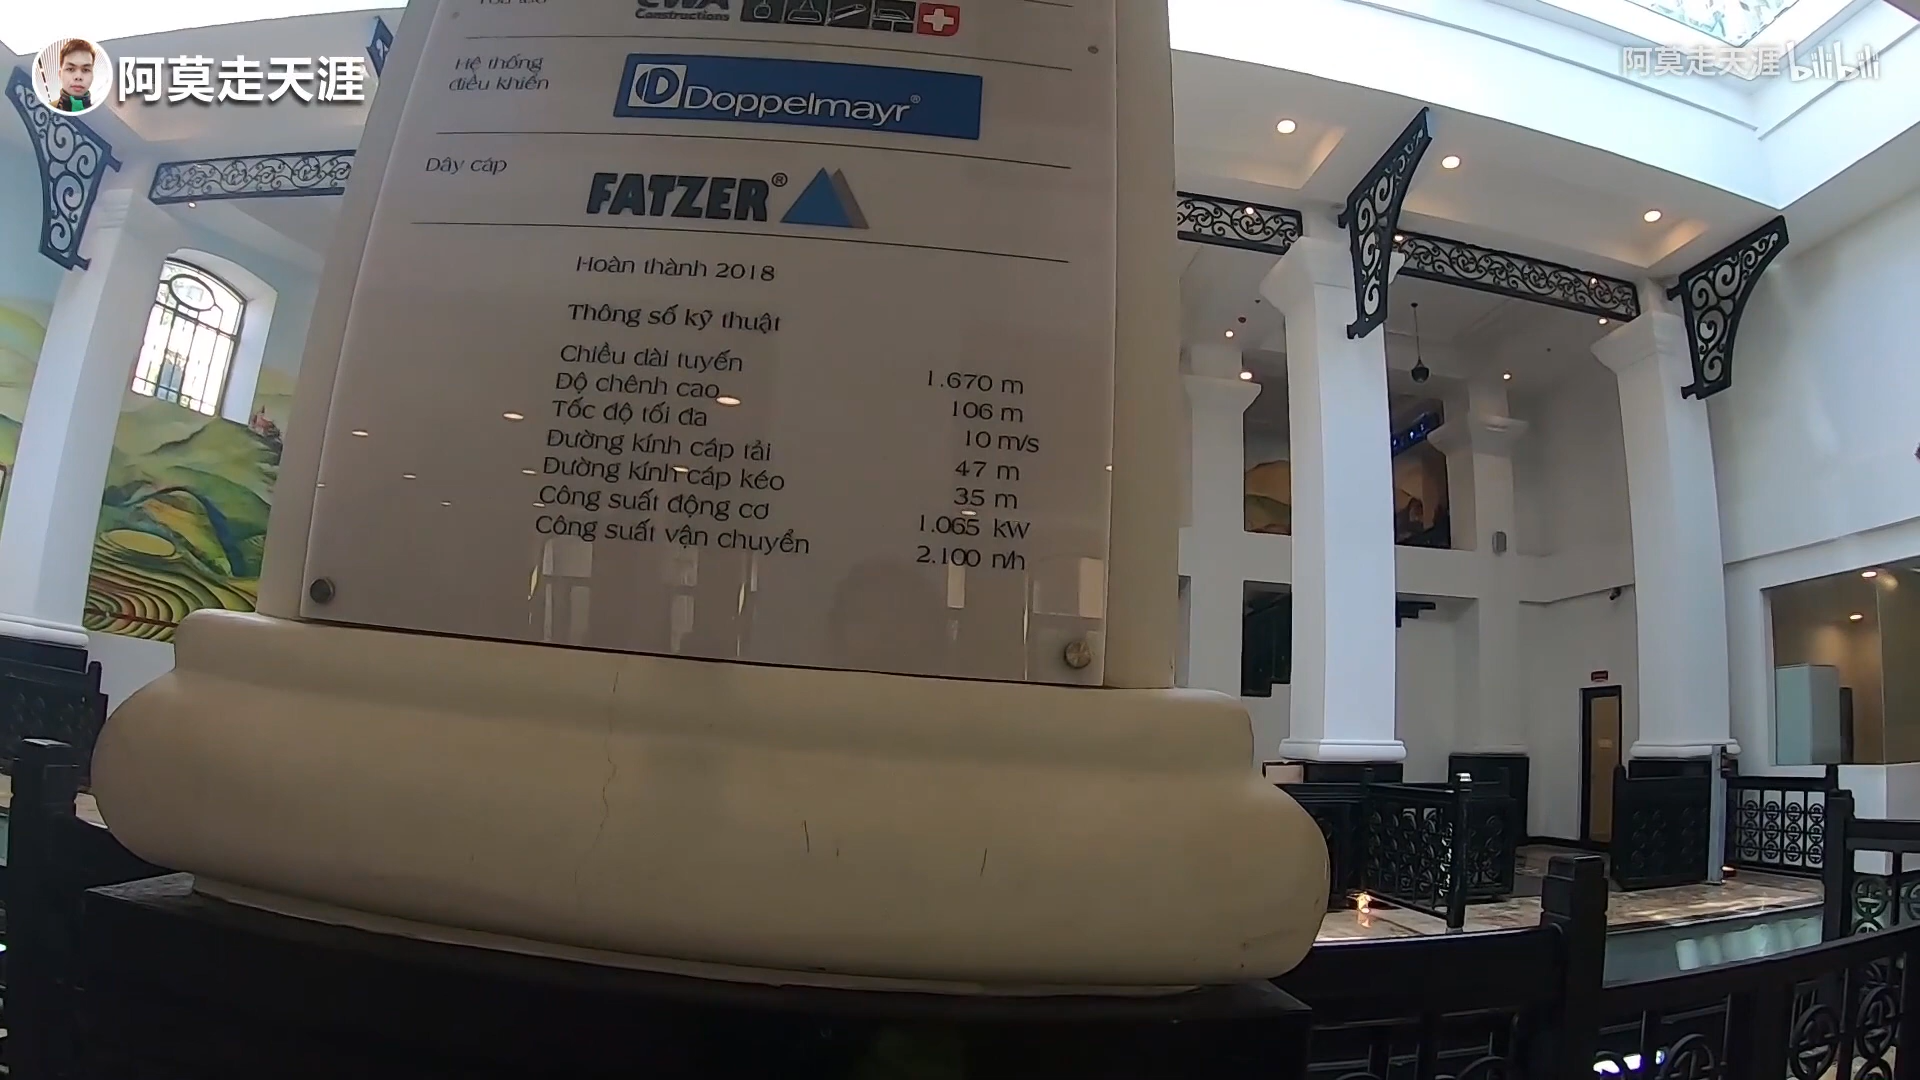 阿莫走天涯
阿莫走天涯 bilibili
CWA
Constructions
Hệ thống
điều khiển
Doppelmayr®
Dây cáp
FATZER®
Hoàn thành 2018
Thông số kỹ thuật
Chiều dài tuyến 1.670 m
Độ chênh cao 106 m
Tốc độ tối đa 10 m/s
Đường kính cáp tải 47 m
Đường kính cáp kéo 35 m
Công suất động cơ 1.065 kW
Công suất vận chuyển 2.100 n/h